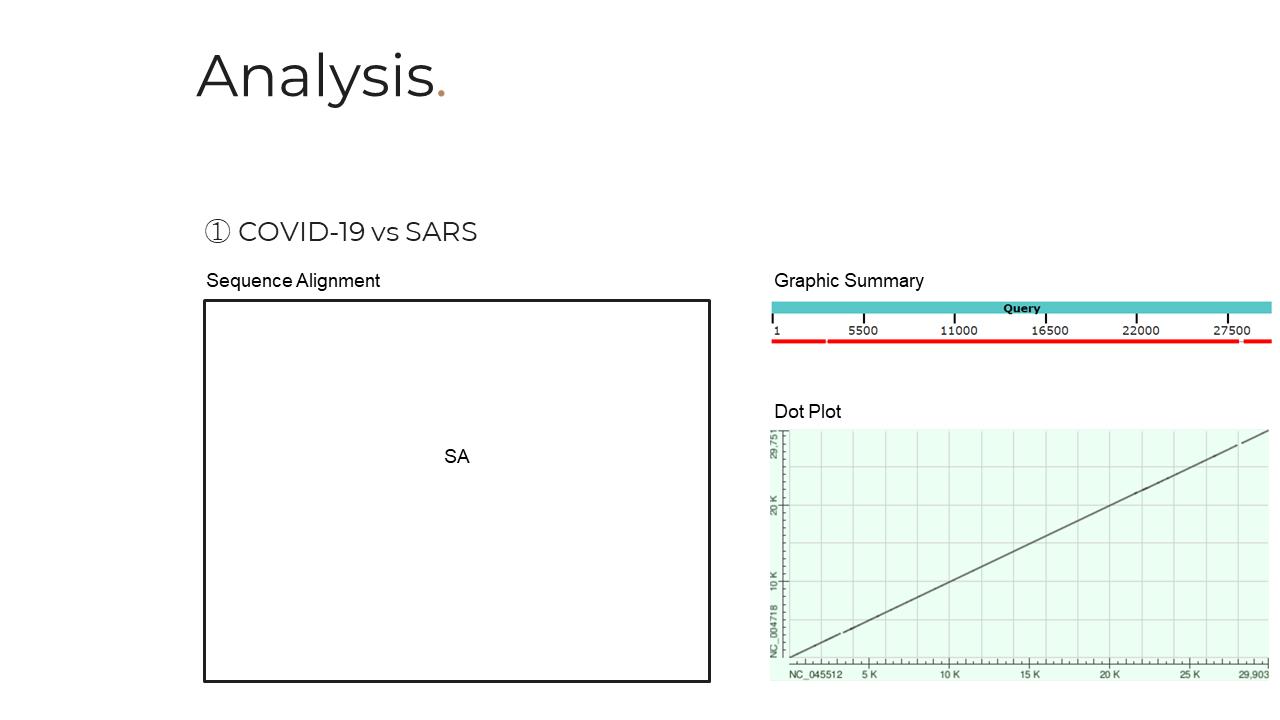 Analysis.
① COVID-19 vs SARS
Sequence Alignment
SA
Graphic Summary
Query
1 5500 11000 16500 22000 27500
Dot Plot
29,751
20 K
10 K
NC_004718
NC_045512 5 K 10 K 15 K 20 K 25 K 29,903